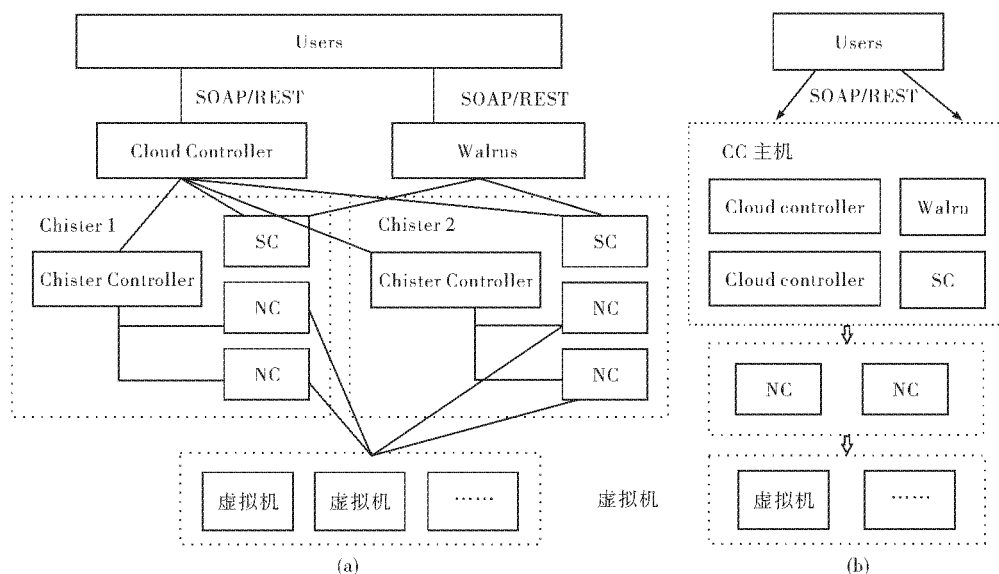 Users
SOAP/REST
SOAP/REST
Cloud Controller
Walrus
Chister 1
SC
Chister Controller
NC
NC
Chister 2
SC
Chister Controller
NC
NC
虚拟机
虚拟机
……
虚拟机
(a)
Users
SOAP/REST
CC 主机
Cloud controller
Walru
Cloud controller
SC
NC
NC
虚拟机
……
(b)